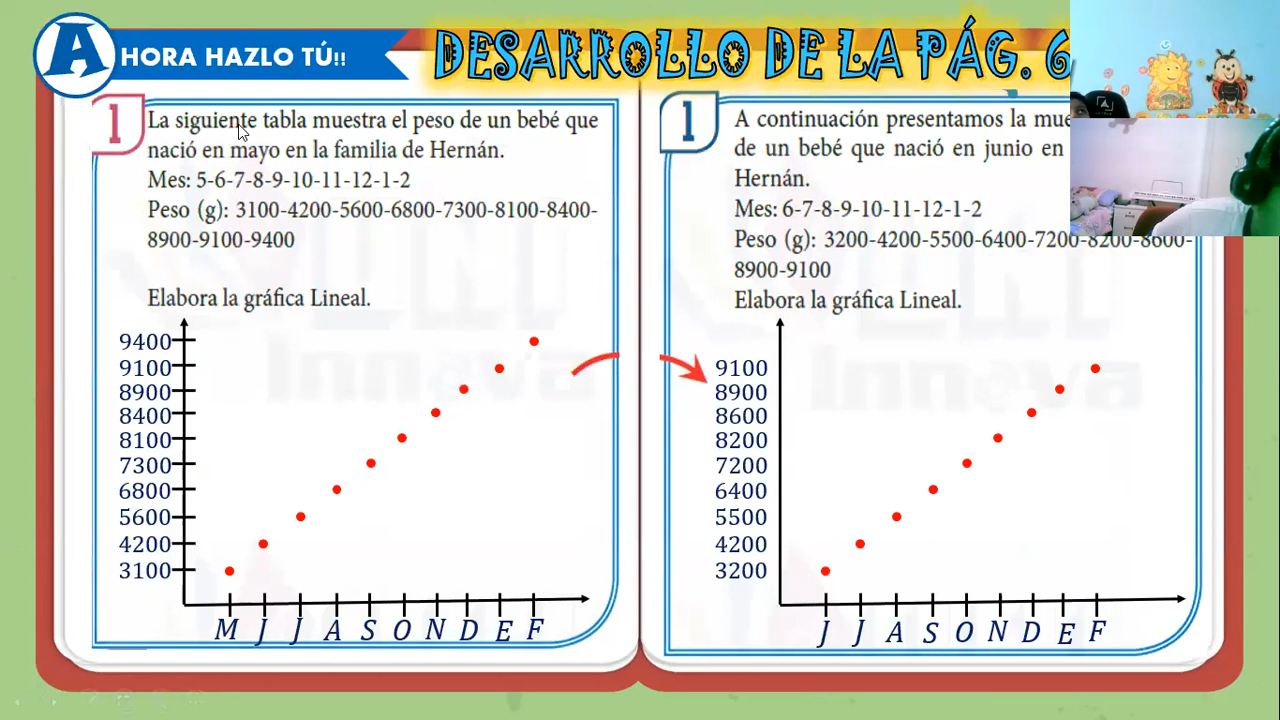 AHORA HAZLO TÚ!!
DESARROLLO DE LA PÁG. 6
1
La siguiente tabla muestra el peso de un bebé que
nació en mayo en la familia de Hernán.
Mes: 5-6-7-8-9-10-11-12-1-2
Peso (g): 3100-4200-5600-6800-7300-8100-8400-
8900-9100-9400
Elabora la gráfica Lineal.
9400
9100
8900
8400
8100
7300
6800
5600
4200
3100
M J J A S O N D E F
1
A continuación presentamos la
de un bebé que nació en junio en
Hernán.
Mes: 6-7-8-9-10-11-12-1-2
Peso (g): 3200-4200-5500-6400-7200-8200-8600-
8900-9100
Elabora la gráfica Lineal.
9100
8900
8600
8200
7200
6400
5500
4200
3200
J J A S O N D E F
Innova